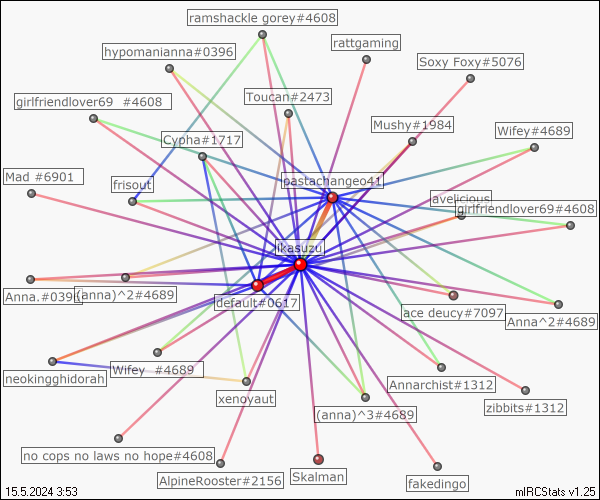 ramshackle gorey#4608
rattgaming
hypomanianna#0396
Soxy Foxy#5076
Toucan#2473
girlfriendlover69 #4608
Mushy#1984
Wifey#4689
Cypha#1717
Mad #6901
frisout
pastachangeo41
avelicious
girlfriendlover69#4608
ikasuzu
Anna.#0396
(anna)^2#4689
default#0617
ace deucy#7097
Anna^2#4689
neokingghidorah
Wifey #4689
Annarchist#1312
xenoyaut
(anna)^3#4689
zibbits#1312
no cops no laws no hope#4608
AlpineRooster#2156
Skalman
fakedingo
15.5.2024 3:53
mIRCStats v1.25